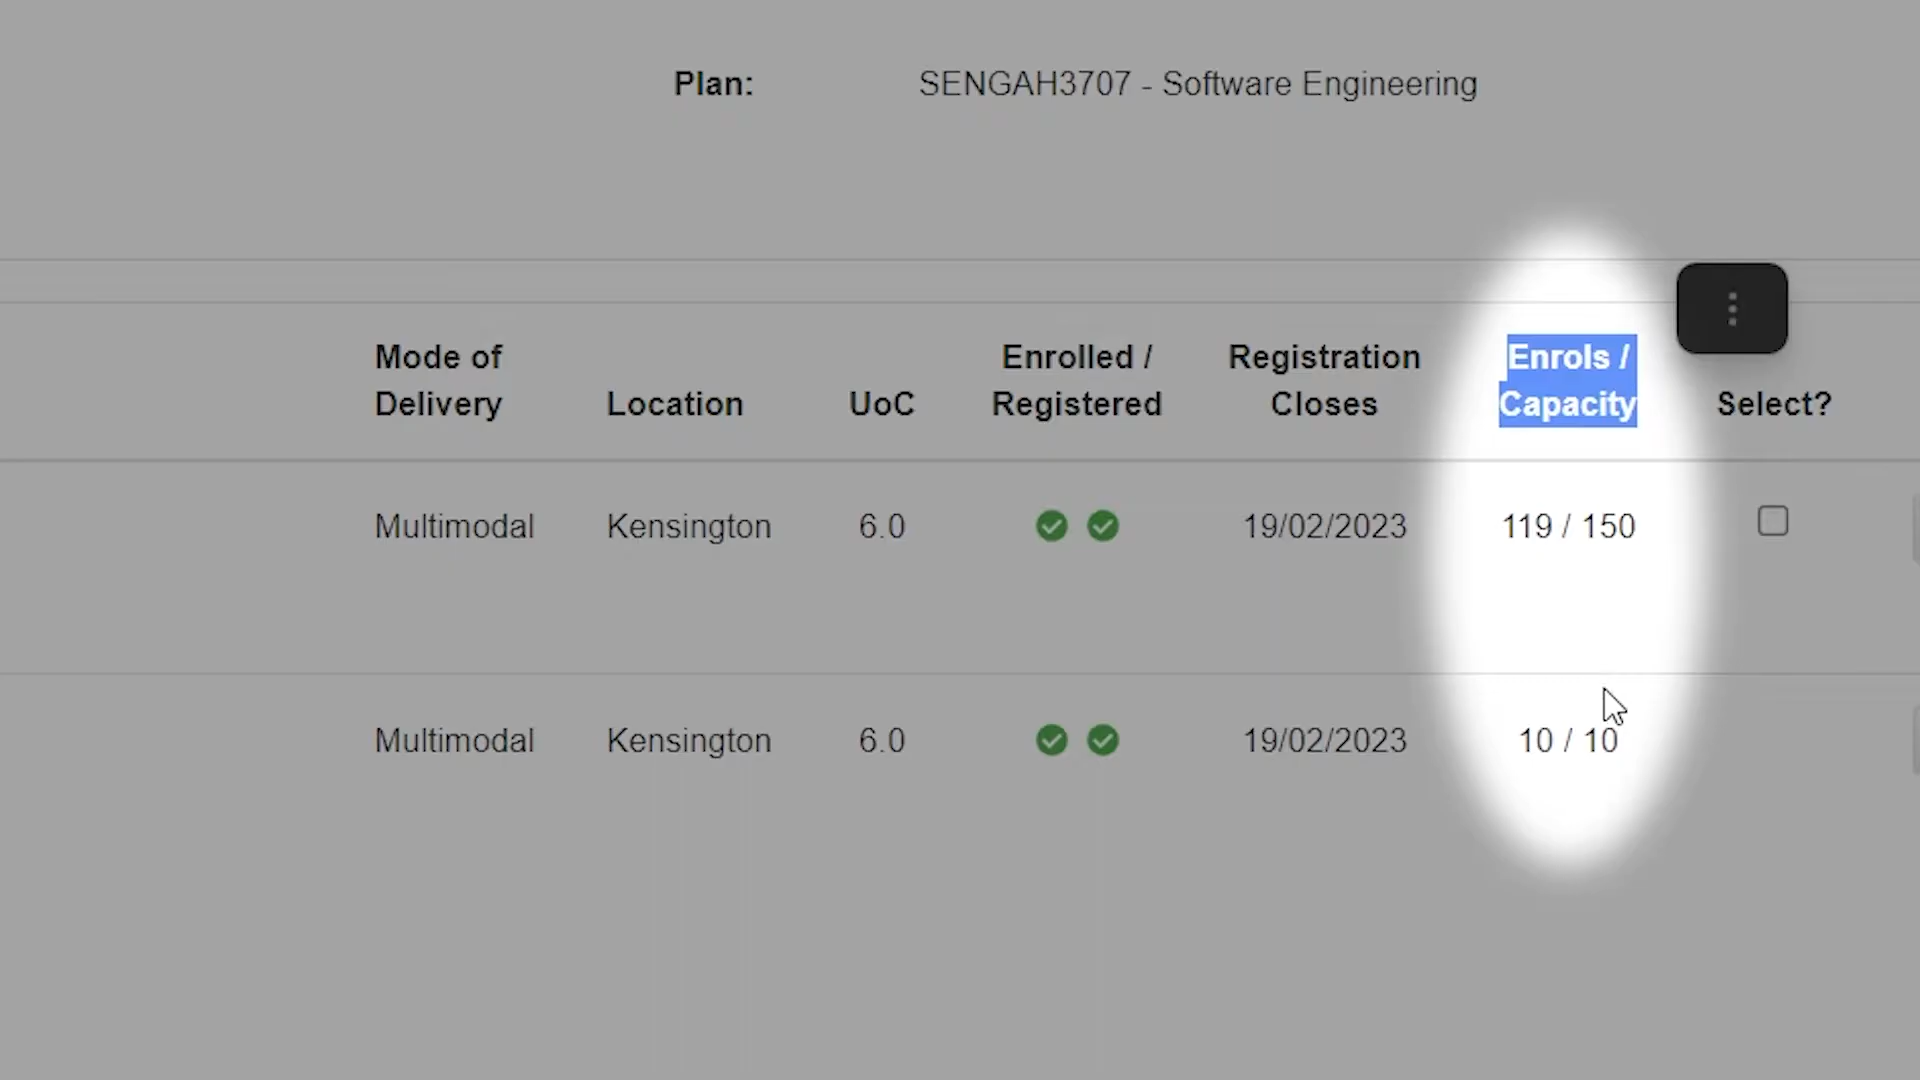 Plan: SENGAH3707 - Software Engineering
Mode of Delivery Location UoC Enrolled / Registered Registration Closes Enrols / Capacity Select?
Multimodal Kensington 6.0 19/02/2023 119 / 150
Multimodal Kensington 6.0 19/02/2023 10 / 10